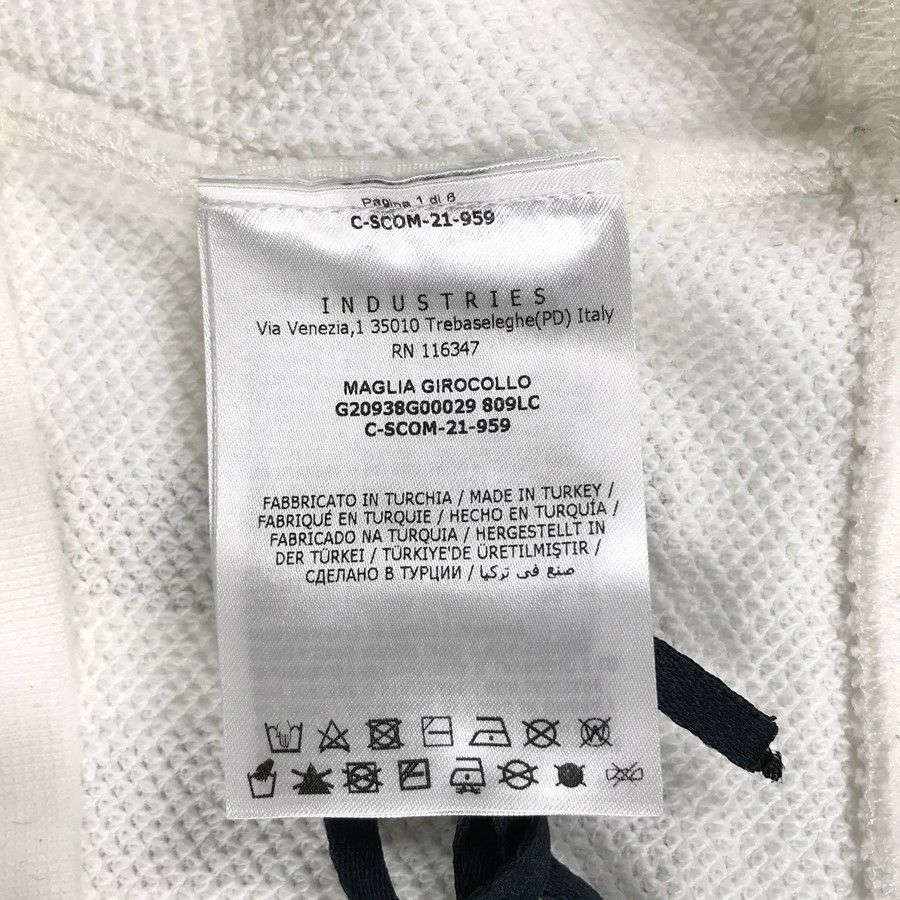 Pagina 1 di 6
C-SCOM-21-959
INDUSTRIES
Via Venezia,1 35010 Trebaseleghe(PD) Italy
RN 116347
MAGLIA GIROCOLLO
G20938G00029 809LC
C-SCOM-21-959
FABBRICATO IN TURCHIA / MADE IN TURKEY /
FABRIQUÉ EN TURQUIE / HECHO EN TURQUÍA /
FABRICADO NA TURQUIA / HERGESTELLT IN
DER TÜRKEI / TÜRKIYE'DE ÜRETILMIŞTIR /
СДЕЛАНО В ТУРЦИИ / صنع في تركيا